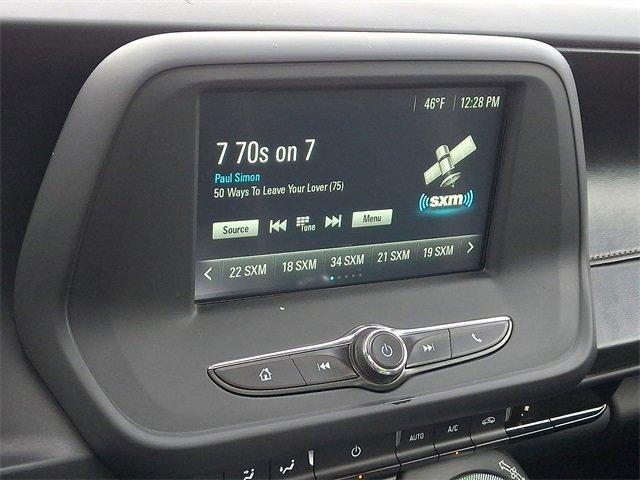 46°F 12:28 PM
7 70s on 7
Paul Simon
50 Ways To Leave Your Lover (75)
((sxm))
Source Tune Menu
22 SXM 18 SXM 34 SXM 21 SXM 19 SXM
AUTO A/C